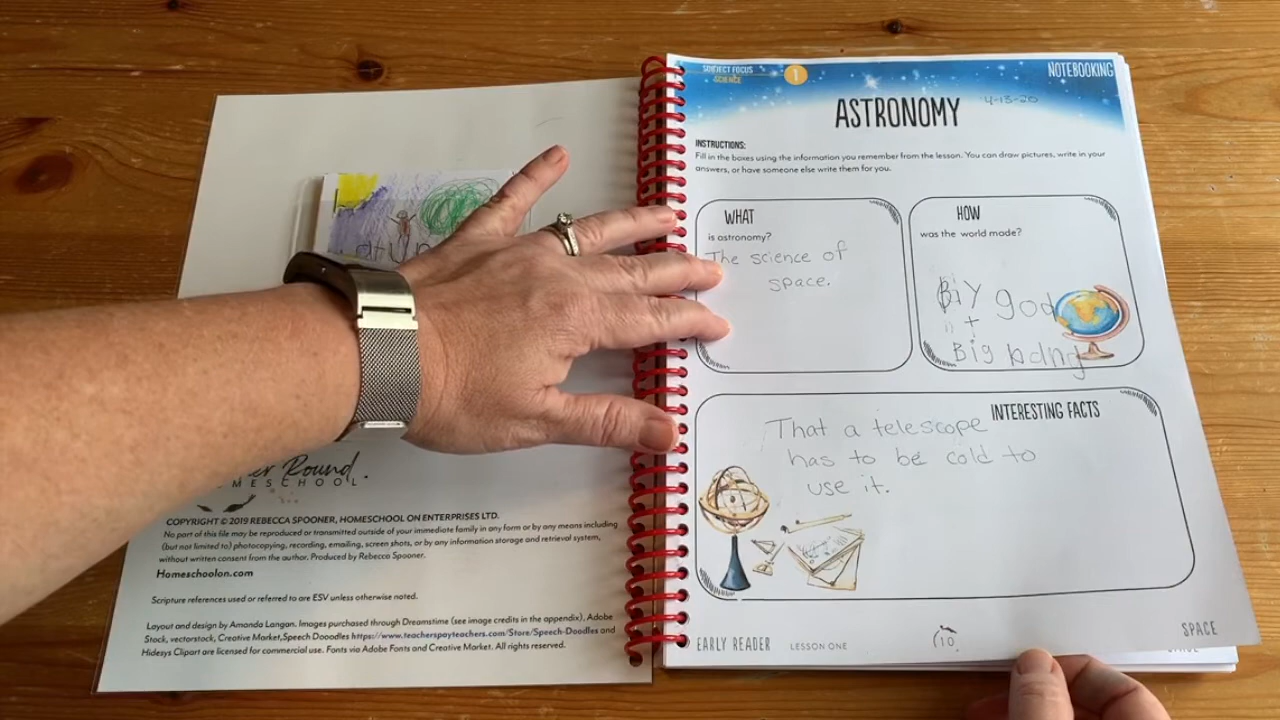 SUBJECT FOCUS
SCIENCE
1
NOTEBOOKING
ASTRONOMY
4-13-20
INSTRUCTIONS:
Fill in the boxes using the information you remember from the lesson. You can draw pictures, write in your
answers, or have someone else write them for you.
WHAT
is astronomy?
The science of
space.
HOW
was the world made?
By god
+
Big bang
INTERESTING FACTS
That a telescope
has to be cold to
use it.
EARLY READER
LESSON ONE
10
SPACE
er Round
HOMESCHOOL
COPYRIGHT © 2019 REBECCA SPOONER, HOMESCHOOL ON ENTERPRISES LTD.
No part of this file may be reproduced or transmitted outside of your immediate family in any form or by any means including
(but not limited to) photocopying, recording, emailing, screen shots, or by any information storage and retrieval system,
without written consent from the author. Produced by Rebecca Spooner.
Homeschoolon.com
Scripture references used or referred to are ESV unless otherwise noted.
Layout and design by Amonda Langan. Images purchased through Dreamstime (see image credits in the appendix), Adobe
Stock, vectorstock, Creative Market,Speech Dooodles https://www.teacherspayteachers.com/Store/Speech-Doodles and
Hidesys Clipart are licensed for commercial use. Fonts via Adobe Fonts and Creative Market. All rights reserved.